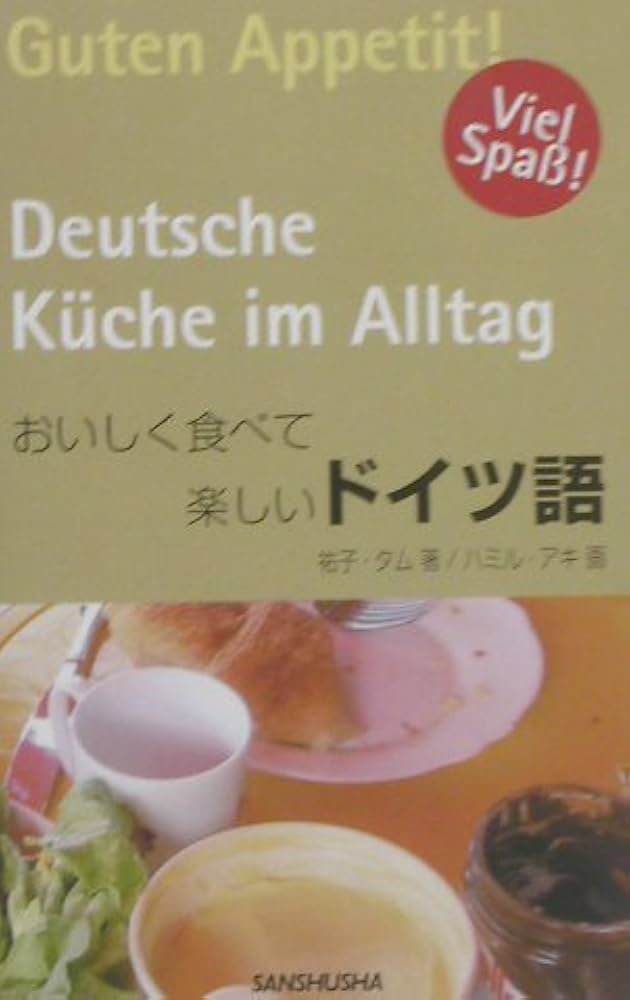 Guten Appetit!
Viel
Spaß!
Deutsche
Küche im Alltag
おいしく食べて
楽しいドイツ語
祐子・タム 著/ハミル・アキ 画
SANSHUSHA